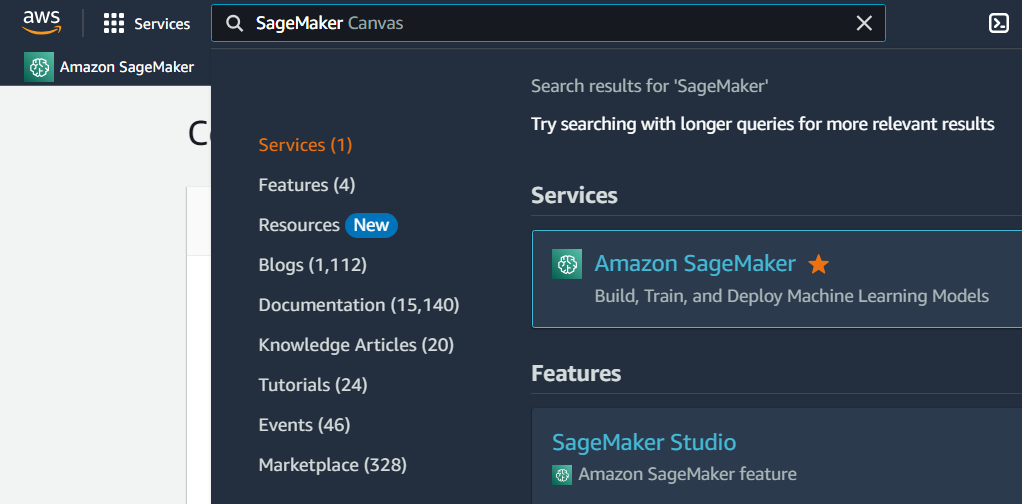 aws
Services
SageMaker Canvas
Amazon SageMaker
Search results for 'SageMaker'
Try searching with longer queries for more relevant results
Services (1)
Features (4)
Resources New
Blogs (1,112)
Documentation (15,140)
Knowledge Articles (20)
Tutorials (24)
Events (46)
Marketplace (328)
Services
Amazon SageMaker
Build, Train, and Deploy Machine Learning Models
Features
SageMaker Studio
Amazon SageMaker feature